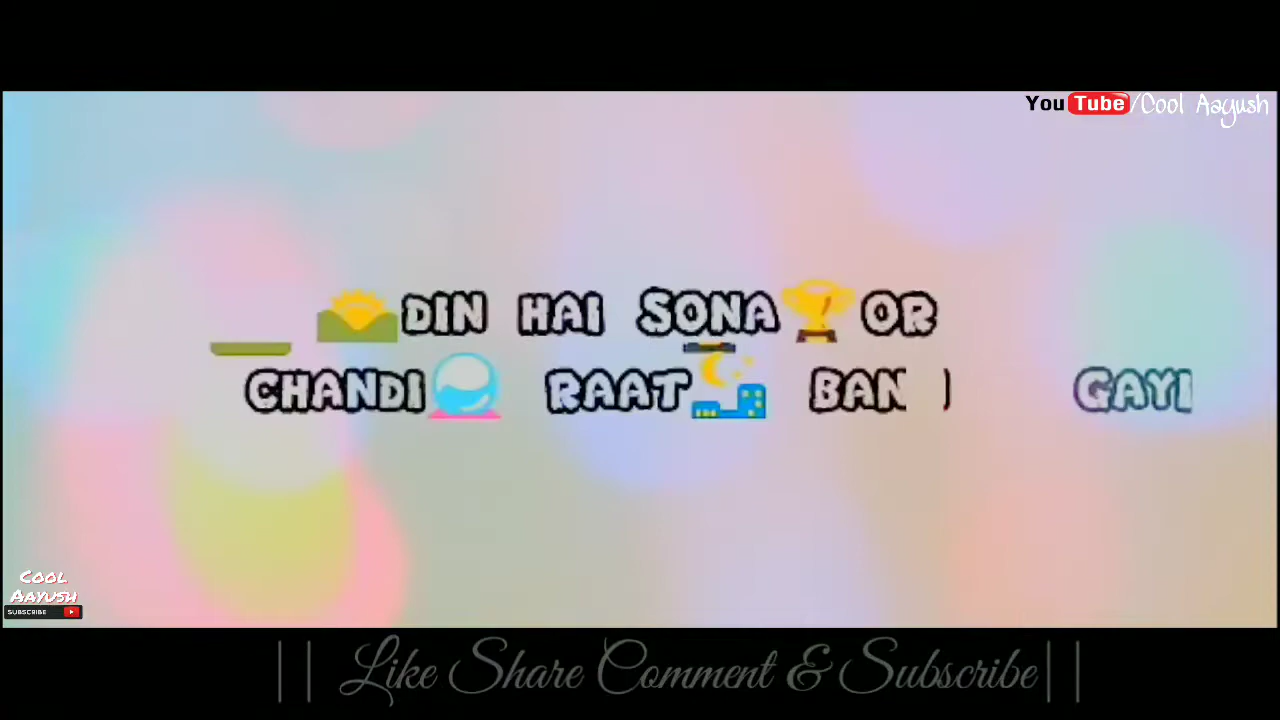 YouTube/Cool Aayush
DIN HAI SONA OR
CHANDI RAAT BAN GAYI
COOL
AAYUSH
SUBSCRIBE
|| Like Share Comment & Subscribe||